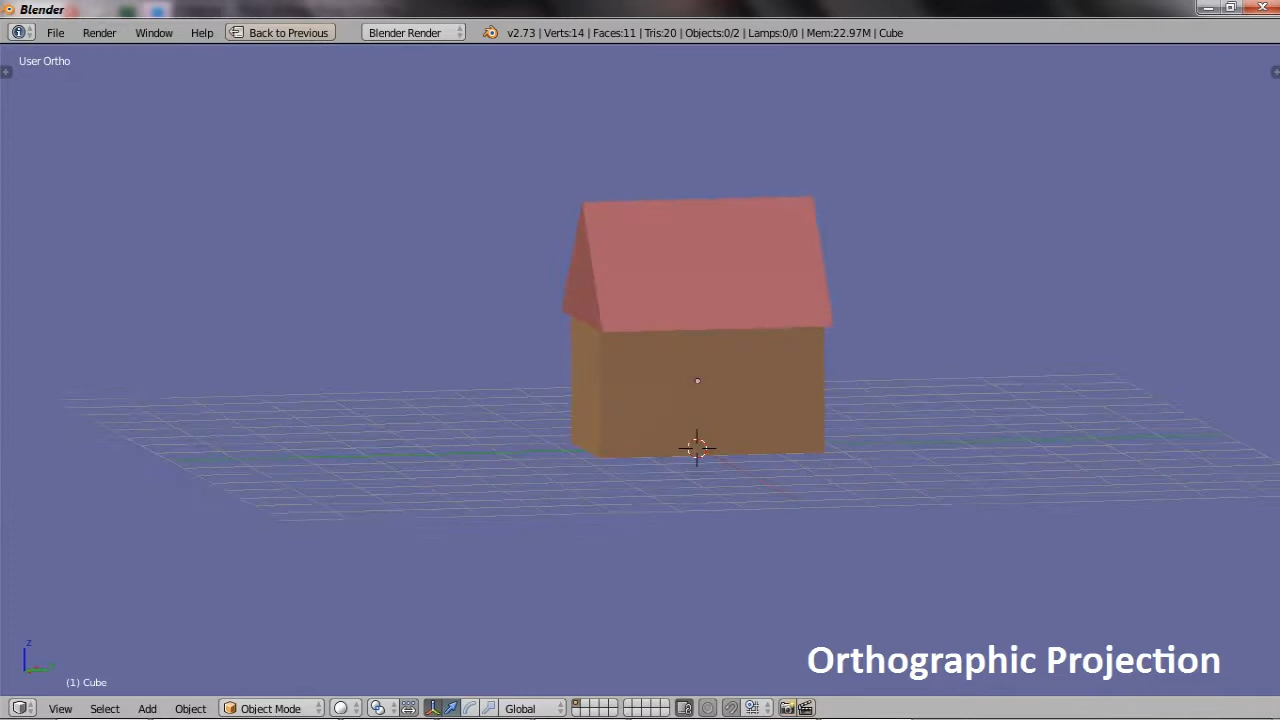 Blender
File Render Window Help Back to Previous Blender Render v2.73 | Verts:14 | Faces:11 | Tris:20 | Objects:0/2 | Lamps:0/0 | Mem:22.97M | Cube
User Ortho
Z
Orthographic Projection
(1) Cube
View Select Add Object Object Mode Global